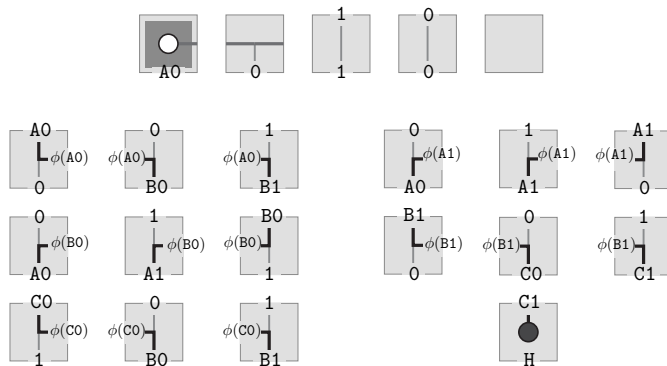 1 0
A0 0 1 0
A0 0 1 0 1 A1
ϕ(A0) ϕ(A0) ϕ(A0) ϕ(A1) ϕ(A1) ϕ(A1)
0 B0 B1 A0 A1 0
0 1 B0 B1 0 1
ϕ(B0) ϕ(B0) ϕ(B0) ϕ(B1) ϕ(B1) ϕ(B1)
A0 A1 1 0 C0 C1
C0 0 1 C1
ϕ(C0) ϕ(C0) ϕ(C0)
1 B0 B1 H